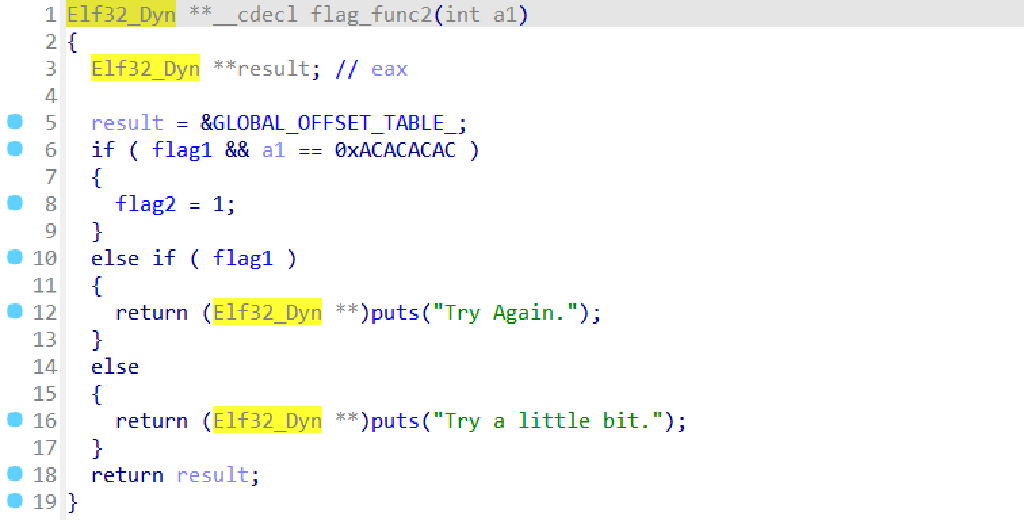 1 Elf32_Dyn **__cdecl flag_func2(int a1)
2 {
3 Elf32_Dyn **result; // eax
4
5 result = &GLOBAL_OFFSET_TABLE_;
6 if ( flag1 && a1 == 0xACACACAC )
7 {
8 flag2 = 1;
9 }
10 else if ( flag1 )
11 {
12 return (Elf32_Dyn **)puts("Try Again.");
13 }
14 else
15 {
16 return (Elf32_Dyn **)puts("Try a little bit.");
17 }
18 return result;
19 }